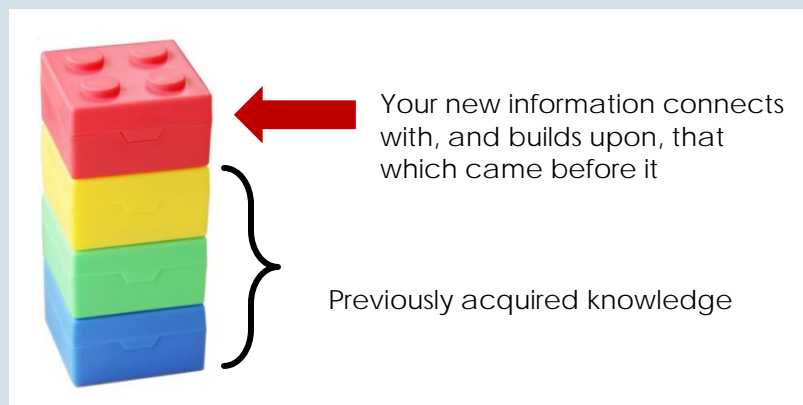 Your new information connects
with, and builds upon, that
which came before it
Previously acquired knowledge